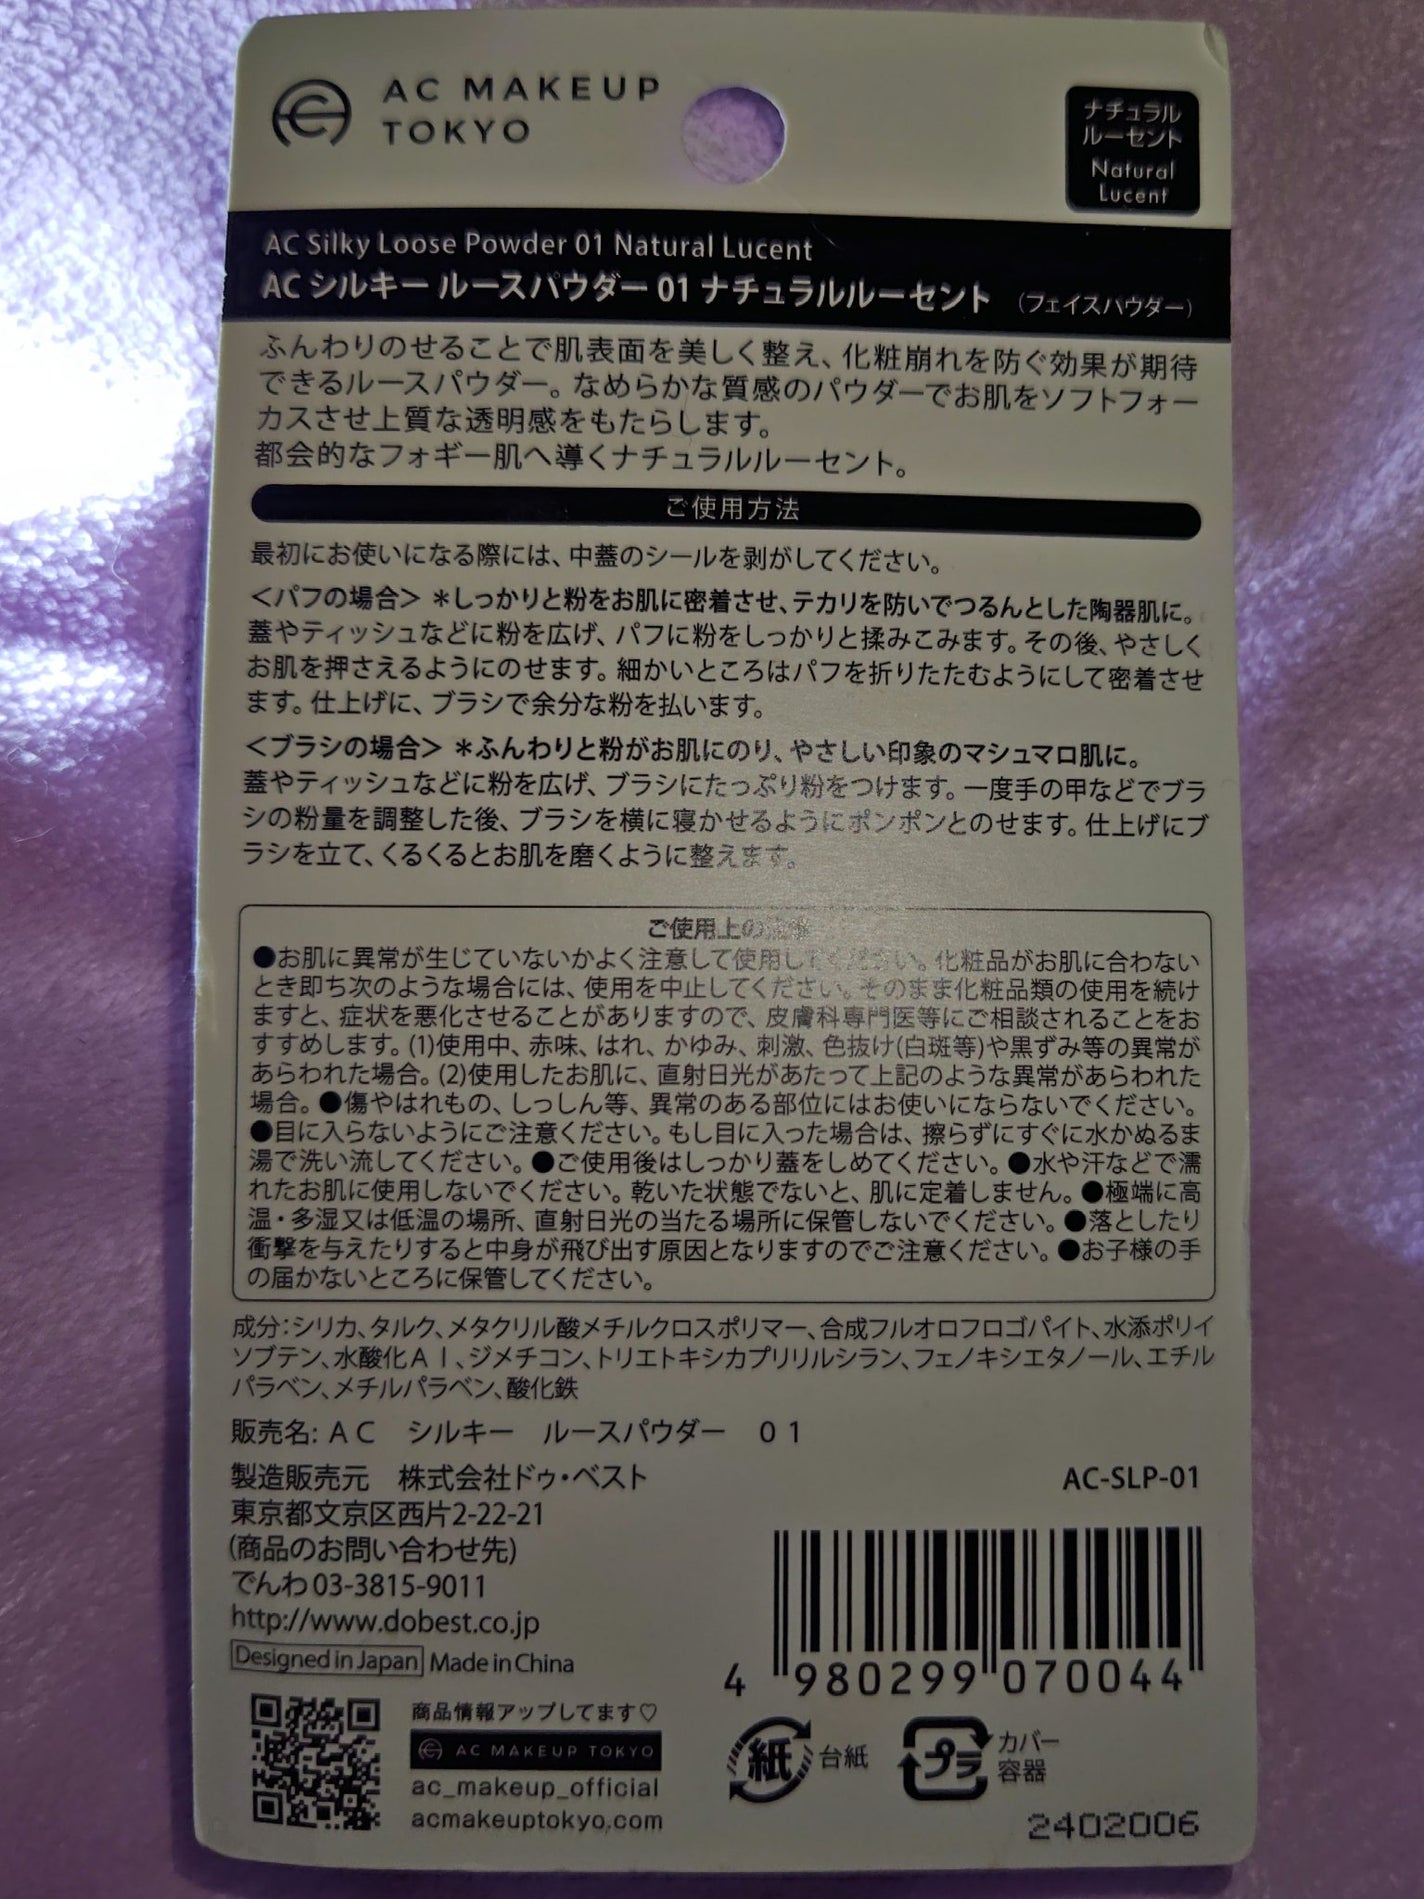 AC MAKEUP
TOKYO
ナチュラル
ルーセント
Natural
Lucent
AC Silky Loose Powder 01 Natural Lucent
AC シルキー ルースパウダー 01 ナチュラルルーセント （フェイスパウダー）
ふんわりのせることで肌表面を美しく整え、化粧崩れを防ぐ効果が期待
できるルースパウダー。なめらかな質感のパウダーでお肌をソフトフォー
カスさせ上質な透明感をもたらします。
都会的なフォギー肌へ導くナチュラルルーセント。
ご使用方法
最初にお使いになる際には、中蓋のシールを剥がしてください。
＜パフの場合＞ ＊しっかりと粉をお肌に密着させ、テカリを防いでつるんとした陶器肌に。
蓋やティッシュなどに粉を広げ、パフに粉をしっかりと揉みこみます。その後、やさしく
お肌を押さえるようにのせます。細かいところはパフを折りたたむようにして密着させ
ます。仕上げに、ブラシで余分な粉を払います。
＜ブラシの場合＞ ＊ふんわりと粉がお肌にのり、やさしい印象のマシュマロ肌に。
蓋やティッシュなどに粉を広げ、ブラシにたっぷり粉をつけます。一度手の甲などでブラ
シの粉量を調整した後、ブラシを横に寝かせるようにポンポンとのせます。仕上げにブ
ラシを立て、くるくるとお肌を磨くように整えます。
ご使用上の注意
●お肌に異常が生じていないかよく注意して使用してください。化粧品がお肌に合わない
とき即ち次のような場合には、使用を中止してください。そのまま化粧品類の使用を続け
ますと、症状を悪化させることがありますので、皮膚科専門医等にご相談されることをお
すすめします。(1)使用中、赤味、はれ、かゆみ、刺激、色抜け(白斑等)や黒ずみ等の異常が
あらわれた場合。(2)使用したお肌に、直射日光があたって上記のような異常があらわれた
場合。●傷やはれもの、しっしん等、異常のある部位にはお使いにならないでください。
●目に入らないようにご注意ください。もし目に入った場合は、擦らずにすぐに水かぬるま
湯で洗い流してください。●ご使用後はしっかり蓋をしめてください。●水や汗などで濡
れたお肌に使用しないでください。乾いた状態でないと、肌に定着しません。●極端に高
温・多湿又は低温の場所、直射日光の当たる場所に保管しないでください。●落としたり
衝撃を与えたりすると中身が飛び出す原因となりますのでご注意ください。●お子様の手
の届かないところに保管してください。
成分：シリカ、タルク、メタクリル酸メチルクロスポリマー、合成フルオロフロゴパイト、水添ポリイ
ソブテン、水酸化ＡＩ、ジメチコン、トリエトキシカプリリルシラン、フェノキシエタノール、エチル
パラベン、メチルパラベン、酸化鉄
販売名：ＡＣ　シルキー　ルースパウダー　０１
製造販売元　株式会社ドゥ・ベスト
東京都文京区西片2-22-21
(商品のお問い合わせ先)
でんわ 03-3815-9011
http://www.dobest.co.jp
Designed in Japan Made in China
AC-SLP-01
4 980299 070044
商品情報アップしてます♡
AC MAKEUP TOKYO
ac_makeup_official
acmakeuptokyo.com
紙 台紙
プラ カバー
容器
2402006